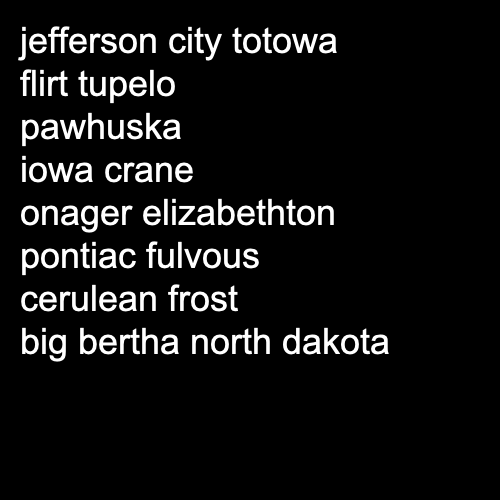 jefferson city totowa
flirt tupelo
pawhuska
iowa crane
onager elizabethton
pontiac fulvous
cerulean frost
big bertha north dakota